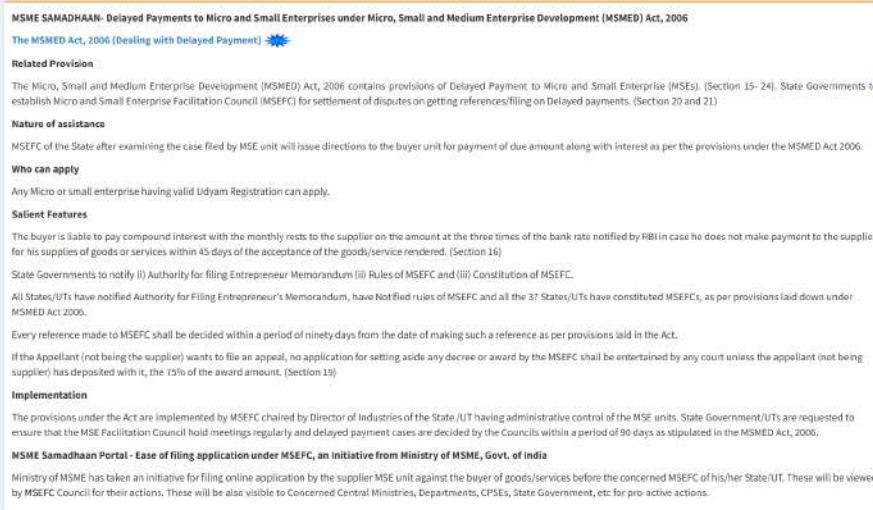 MSME SAMADHAAN- Delayed Payments to Micro and Small Enterprises under Micro, Small and Medium Enterprise Development (MSMED) Act, 2006
The MSMED Act, 2006 (Dealing with Delayed Payment)
Related Provision
The Micro, Small and Medium Enterprise Development (MSMED) Act, 2006 contains provisions of Delayed Payment to Micro and Small Enterprise (MSEs). (Section 15- 24). State Governments t
establish Micro and Small Enterprise Facilitation Council (MSEFC) for settlement of disputes on getting references/filing on Delayed payments. (Section 20 and 21)
Nature of assistance
MSEFC of the State after examining the case filed by MSE unit will issue directions to the buyer unit for payment of due amount along with interest as per the provisions under the MSMED Act 2006.
Who can apply
Any Micro or small enterprise having valid Udyam Registration can apply.
Salient Features
The buyer is liable to pay compound interest with the monthly rests to the supplier on the amount at the three times of the bank rate notified by RBI in case he does not make payment to the supplie
for his supplies of goods or services within 45 days of the acceptance of the goods/service rendered. (Section 16)
State Governments to notify (i) Authority for filing Entrepreneur Memorandum (ii) Rules of MSEFC and (iii) Constitution of MSEFC.
All States/UTs have notified Authority for Filing Entrepreneur's Memorandum, have Notified rules of MSEFC and all the 37 States/UTs have constituted MSEFCs, as per provisions laid down under
MSMED Act 2006.
Every reference made to MSEFC shall be decided within a period of ninety days from the date of making such a reference as per provisions laid in the Act.
If the Appellant (not being the supplier) wants to file an appeal, no application for setting aside any decree or award by the MSEFC shall be entertained by any court unless the appellant (not being
supplier) has deposited with it, the 75% of the award amount. (Section 19)
Implementation
The provisions under the Act are implemented by MSEFC chaired by Director of Industries of the State /UT having administrative control of the MSE units. State Government/UTs are requested to
ensure that the MSE Facilitation Council hold meetings regularly and delayed payment cases are decided by the Councils within a period of 90 days as stipulated in the MSMED Act, 2006.
MSME Samadhaan Portal - Ease of filing application under MSEFC, an Initiative from Ministry of MSME, Govt. of India
Ministry of MSME has taken an initiative for filing online application by the supplier MSE unit against the buyer of goods/services before the concerned MSEFC of his/her State/UT. These will be viewe
by MSEFC Council for their actions. These will be also visible to Concerned Central Ministries, Departments, CPSEs, State Government, etc for pro-active actions.